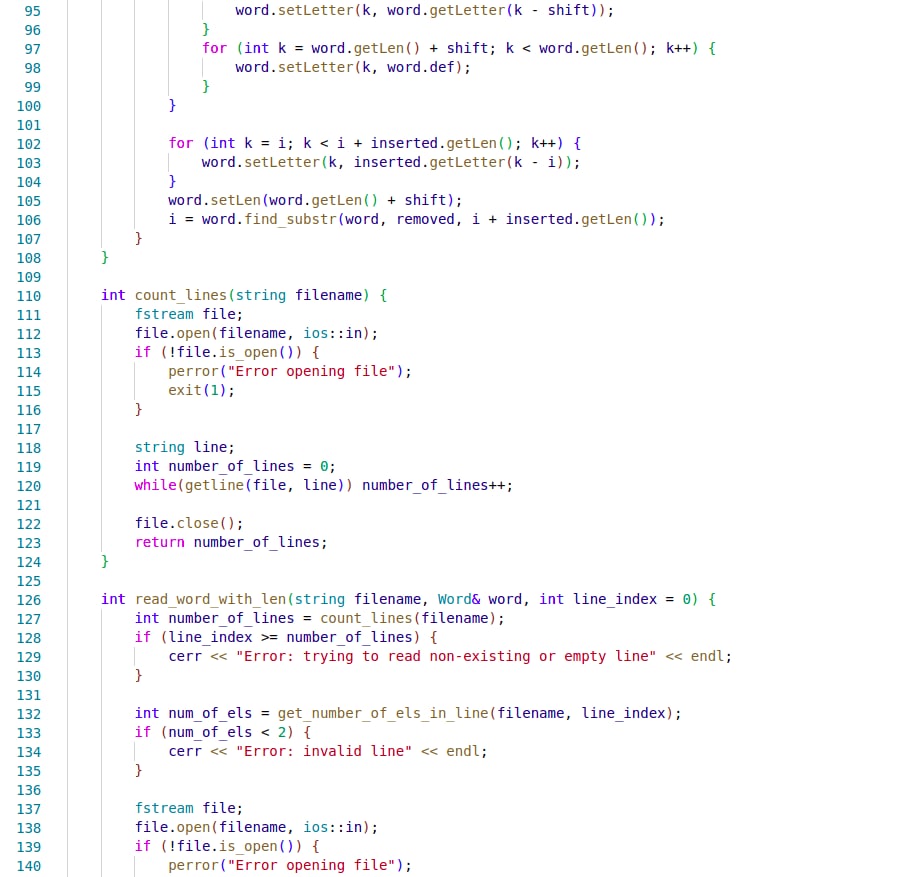 95                     word.setLetter(k, word.getLetter(k - shift));
96                 }
97                 for (int k = word.getLen() + shift; k < word.getLen(); k++) {
98                     word.setLetter(k, word.def);
99                 }
100             }
101
102             for (int k = i; k < i + inserted.getLen(); k++) {
103                 word.setLetter(k, inserted.getLetter(k - i));
104             }
105             word.setLen(word.getLen() + shift);
106             i = word.find_substr(word, removed, i + inserted.getLen());
107         }
108     }
109
110     int count_lines(string filename) {
111         fstream file;
112         file.open(filename, ios::in);
113         if (!file.is_open()) {
114             perror("Error opening file");
115             exit(1);
116         }
117
118         string line;
119         int number_of_lines = 0;
120         while(getline(file, line)) number_of_lines++;
121
122         file.close();
123         return number_of_lines;
124     }
125
126     int read_word_with_len(string filename, Word& word, int line_index = 0) {
127         int number_of_lines = count_lines(filename);
128         if (line_index >= number_of_lines) {
129             cerr << "Error: trying to read non-existing or empty line" << endl;
130         }
131
132         int num_of_els = get_number_of_els_in_line(filename, line_index);
133         if (num_of_els < 2) {
134             cerr << "Error: invalid line" << endl;
135         }
136
137         fstream file;
138         file.open(filename, ios::in);
139         if (!file.is_open()) {
140             perror("Error opening file");